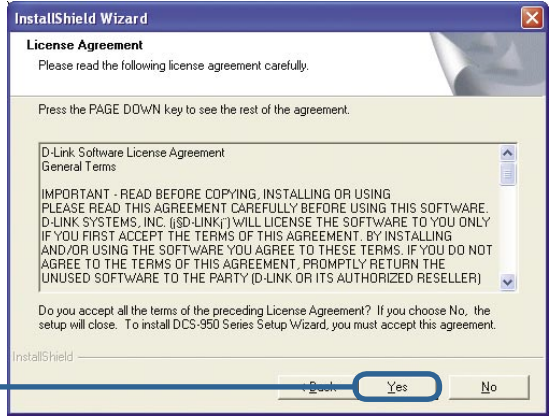 InstallShield Wizard
License Agreement
Please read the following license agreement carefully.
Press the PAGE DOWN key to see the rest of the agreement.
D-Link Software License Agreement
General Terms
IMPORTANT - READ BEFORE COPYING, INSTALLING OR USING
PLEASE READ THIS AGREEMENT CAREFULLY BEFORE USING THIS SOFTWARE.
D-LINK SYSTEMS, INC. (¡§D-LINK¡¨) WILL LICENSE THE SOFTWARE TO YOU ONLY
IF YOU FIRST ACCEPT THE TERMS OF THIS AGREEMENT. BY INSTALLING
AND/OR USING THE SOFTWARE YOU AGREE TO THESE TERMS. IF YOU DO NOT
AGREE TO THE TERMS OF THIS AGREEMENT, PROMPTLY RETURN THE
UNUSED SOFTWARE TO THE PARTY (D-LINK OR ITS AUTHORIZED RESELLER)
Do you accept all the terms of the preceding License Agreement? If you choose No, the
setup will close. To install DCS-950 Series Setup Wizard, you must accept this agreement.
InstallShield
< Back Yes No